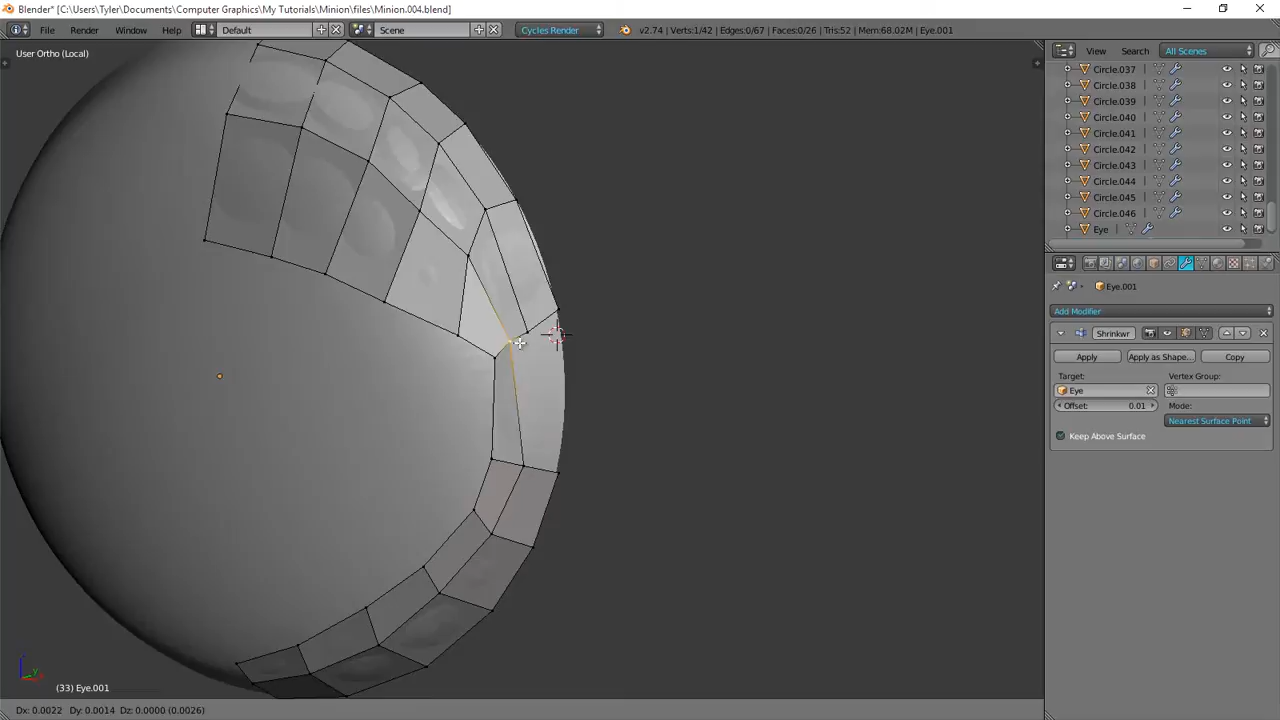 Blender* [C:\Users\Tyler\Documents\Computer Graphics\My Tutorials\Minion\files\Minion.004.blend]
File Render Window Help Default Scene Cycles Render v2.74 | Verts:1/42 | Edges:0/67 | Faces:0/26 | Tris:52 | Mem:68.02M | Eye.001
User Ortho (Local)
View Search All Scenes
Circle.037
Circle.038
Circle.039
Circle.040
Circle.041
Circle.042
Circle.043
Circle.044
Circle.045
Circle.046
Eye
Eye.001
Add Modifier
Shrinkwr
Apply Apply as Shape... Copy
Target: Vertex Group:
Eye
Offset: 0.01 Mode:
Nearest Surface Point
Keep Above Surface
(33) Eye.001
Dx: 0.0022 Dy: 0.0014 Dz: 0.0000 (0.0026)